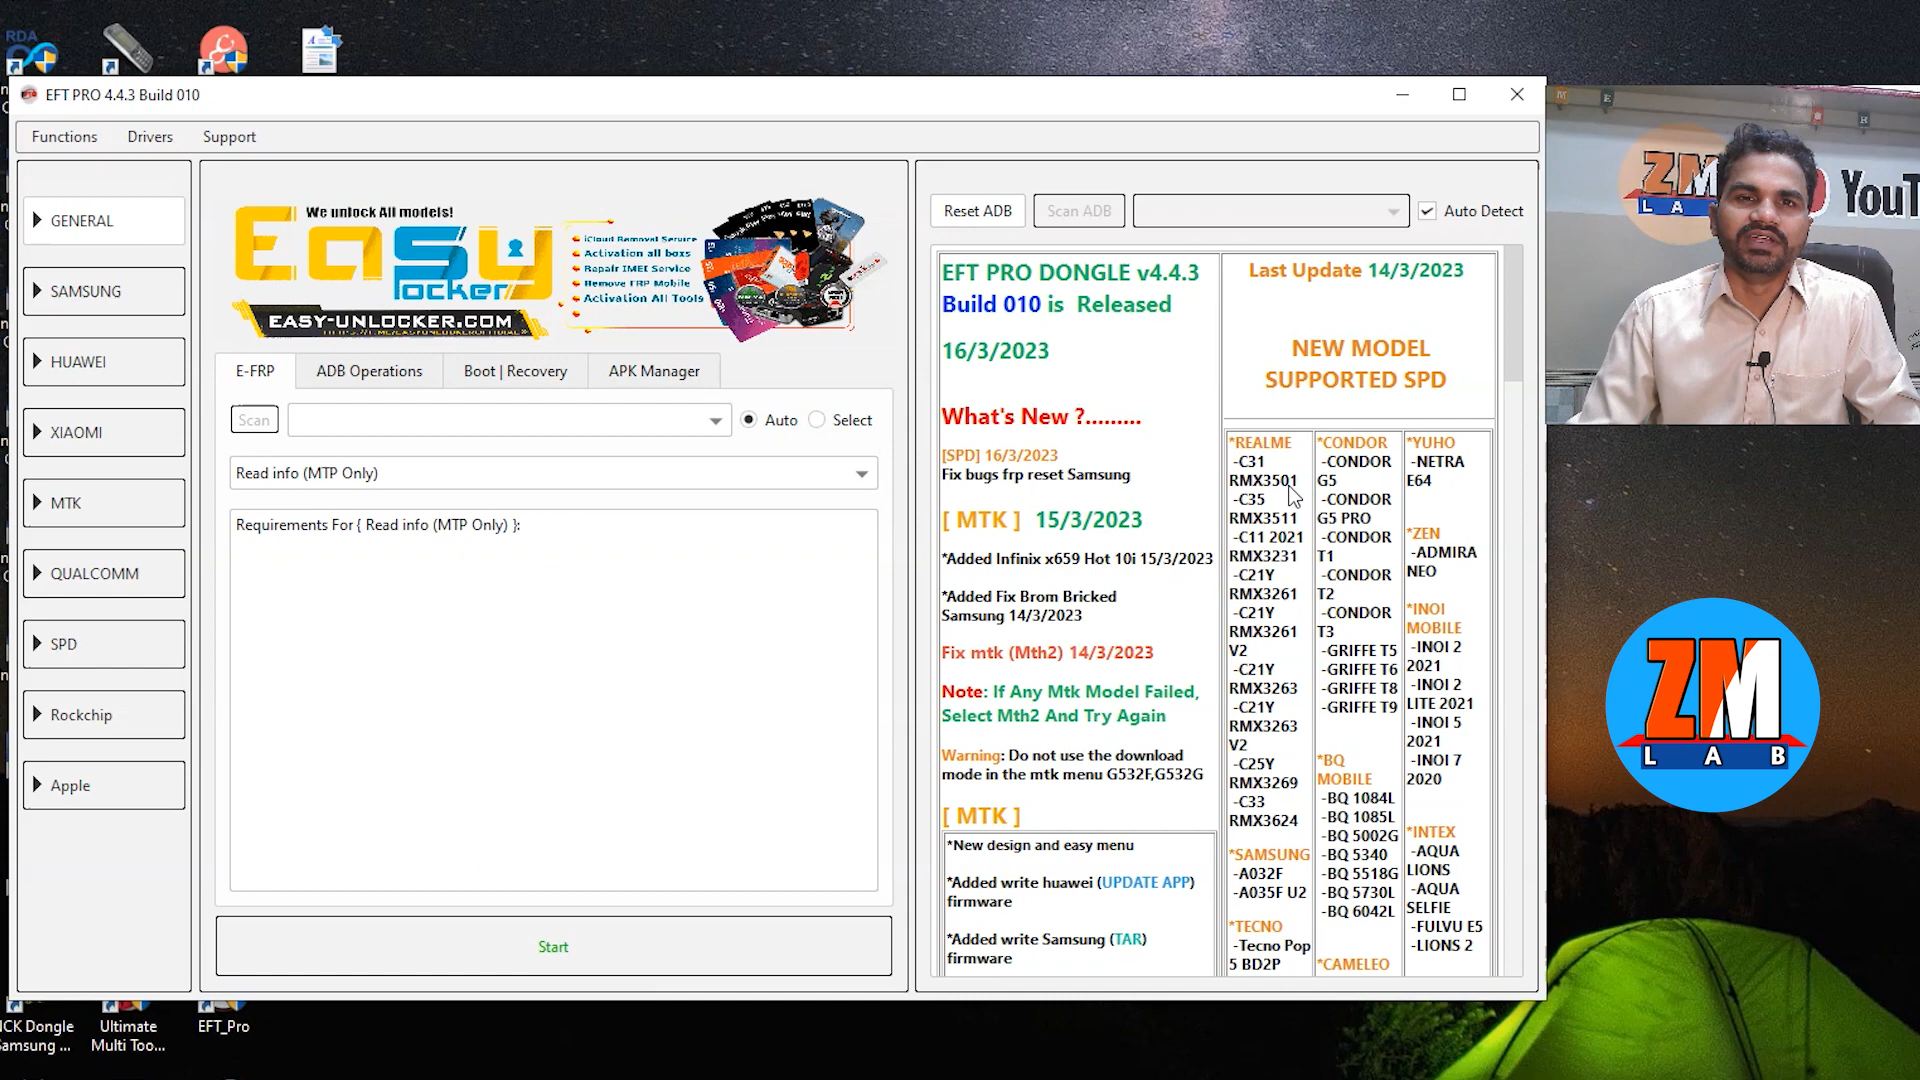 RDA
EFT PRO 4.4.3 Build 010
Functions
Drivers
Support
GENERAL
SAMSUNG
HUAWEI
XIAOMI
MTK
QUALCOMM
SPD
Rockchip
Apple
We unlock All models!
Easy
locker
EASY-UNLOCKER.COM
iCloud Removal Service
Activation all boxs
Repair IMEI Service
Remove FRP Mobile
Activation All Tools
E-FRP
ADB Operations
Boot | Recovery
APK Manager
Scan
Auto
Select
Read info (MTP Only)
Requirements For { Read info (MTP Only) }:
Start
Reset ADB
Scan ADB
Auto Detect
EFT PRO DONGLE v4.4.3
Build 010 is Released
16/3/2023
What's New ?.........
[SPD] 16/3/2023
Fix bugs frp reset Samsung
[ MTK ] 15/3/2023
*Added Infinix x659 Hot 10i 15/3/2023
*Added Fix Brom Bricked
Samsung 14/3/2023
Fix mtk (Mth2) 14/3/2023
Note: If Any Mtk Model Failed,
Select Mth2 And Try Again
Warning: Do not use the download
mode in the mtk menu G532F,G532G
[ MTK ]
*New design and easy menu
*Added write huawei (UPDATE APP)
firmware
*Added write Samsung (TAR)
firmware
Last Update 14/3/2023
NEW MODEL
SUPPORTED SPD
*REALME
-C31
RMX3501
-C35
RMX3511
-C11 2021
RMX3231
-C21Y
RMX3261
-C21Y
RMX3261
V2
-C21Y
RMX3263
-C21Y
RMX3263
V2
-C25Y
RMX3269
-C33
RMX3624
*SAMSUNG
-A032F
-A035F U2
*TECNO
-Tecno Pop
5 BD2P
*CONDOR
-CONDOR
G5
-CONDOR
G5 PRO
-CONDOR
T1
-CONDOR
T2
-CONDOR
T3
-GRIFFE T5
-GRIFFE T6
-GRIFFE T8
-GRIFFE T9
*BQ
MOBILE
-BQ 1084L
-BQ 1085L
-BQ 5002G
-BQ 5340
-BQ 5518G
-BQ 5730L
-BQ 6042L
*CAMELEO
*YUHO
-NETRA
E64
*ZEN
-ADMIRA
NEO
*INOI
MOBILE
-INOI 2
2021
-INOI 2
LITE 2021
-INOI 5
2021
-INOI 7
2020
*INTEX
-AQUA
LIONS
-AQUA
SELFIE
-FULVU E5
-LIONS 2
M
E
H
ZM
LA
YouT
ZM
LAB
NCK Dongle
Samsung ...
Ultimate
Multi Too...
EFT_Pro